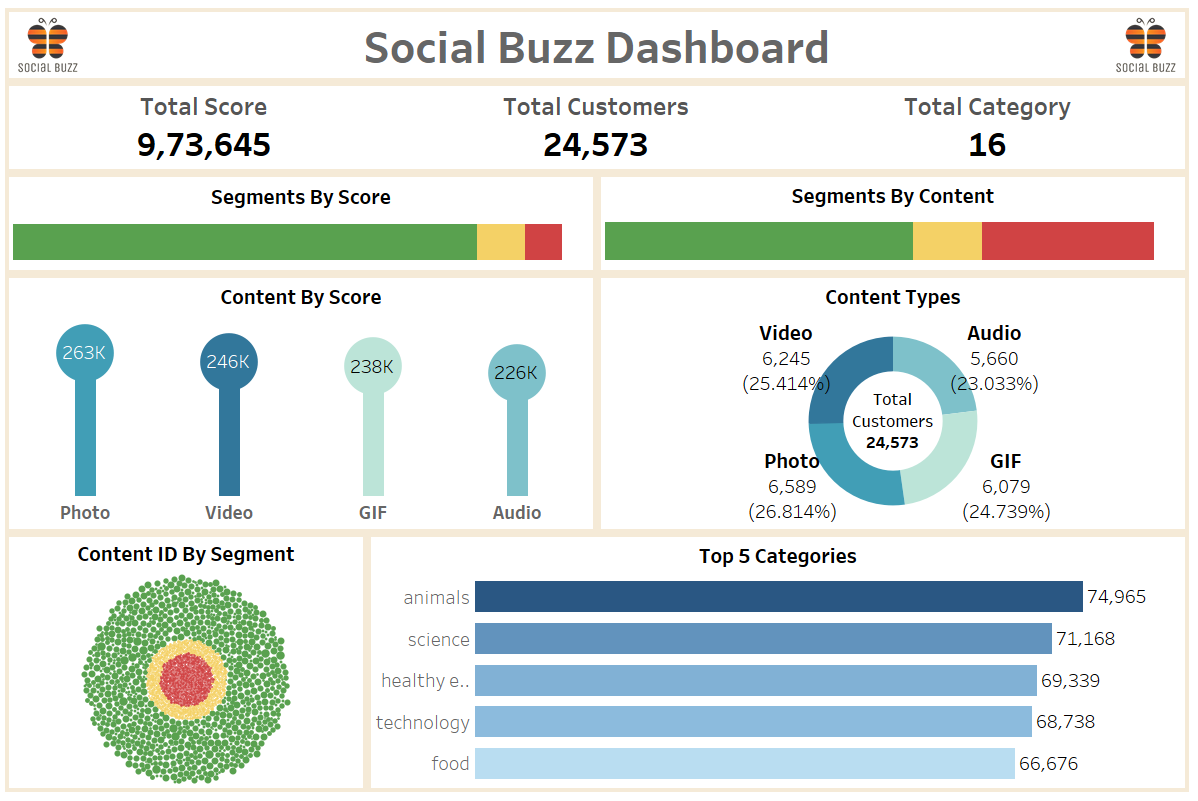 SOCIAL BUZZ
Social Buzz Dashboard
SOCIAL BUZZ
Total Score
9,73,645
Total Customers
24,573
Total Category
16
Segments By Score
Segments By Content
Content By Score
263K
246K
238K
226K
Photo
Video
GIF
Audio
Content Types
Video
6,245
(25.414%)
Audio
5,660
(23.033%)
Total
Customers
24,573
Photo
6,589
(26.814%)
GIF
6,079
(24.739%)
Content ID By Segment
Top 5 Categories
animals 74,965
science 71,168
healthy e.. 69,339
technology 68,738
food 66,676